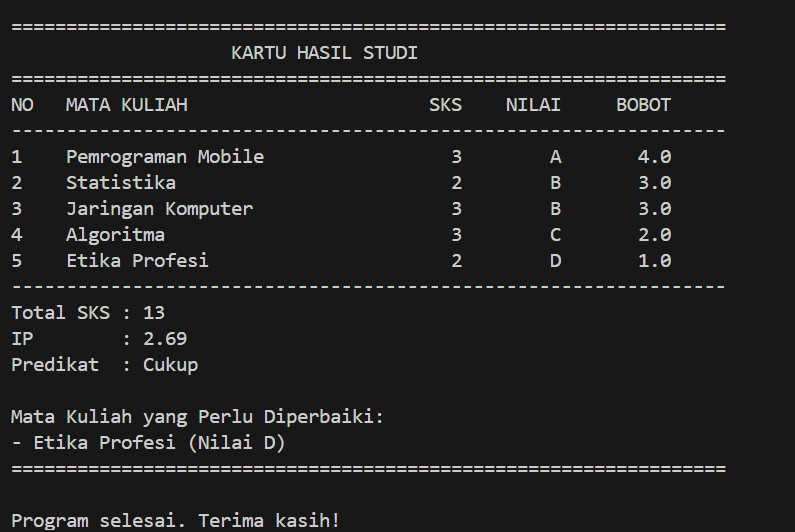 =================================================================
KARTU HASIL STUDI
=================================================================
NO   MATA KULIAH                      SKS    NILAI     BOBOT
-----------------------------------------------------------------
1    Pemrograman Mobile                 3        A       4.0
2    Statistika                         2        B       3.0
3    Jaringan Komputer                  3        B       3.0
4    Algoritma                          3        C       2.0
5    Etika Profesi                      2        D       1.0
-----------------------------------------------------------------
Total SKS : 13
IP        : 2.69
Predikat  : Cukup
Mata Kuliah yang Perlu Diperbaiki:
- Etika Profesi (Nilai D)
=================================================================
Program selesai. Terima kasih!